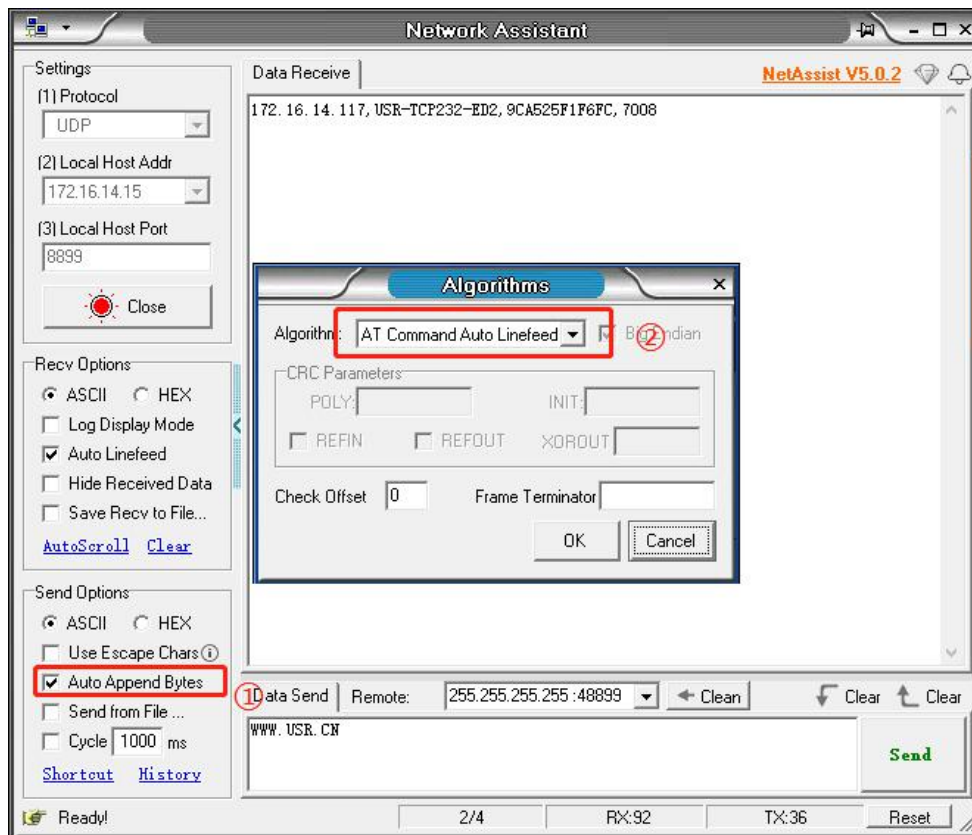 Network Assistant
Settings
(1) Protocol
UDP
(2) Local Host Addr
172.16.14.15
(3) Local Host Port
8899
Close
Recv Options
ASCII HEX
Log Display Mode
Auto Linefeed
Hide Received Data
Save Recv to File...
AutoScroll Clear
Send Options
ASCII HEX
Use Escape Chars
Auto Append Bytes ①
Send from File ...
Cycle 1000 ms
Shortcut History
Data Receive NetAssist V5.0.2
172.16.14.117, USR-TCP232-ED2, 9CA525F1F6FC, 7008
Algorithms
Algorithm: AT Command Auto Linefeed ② Big Endian
CRC Parameters
POLY: INIT:
REFIN REFOUT XOROUT
Check Offset 0 Frame Terminator
OK Cancel
Data Send Remote: 255.255.255.255 :48899 Clean Clear Clear
WWW.USR.CN
Send
Ready! 2/4 RX:92 TX:36 Reset